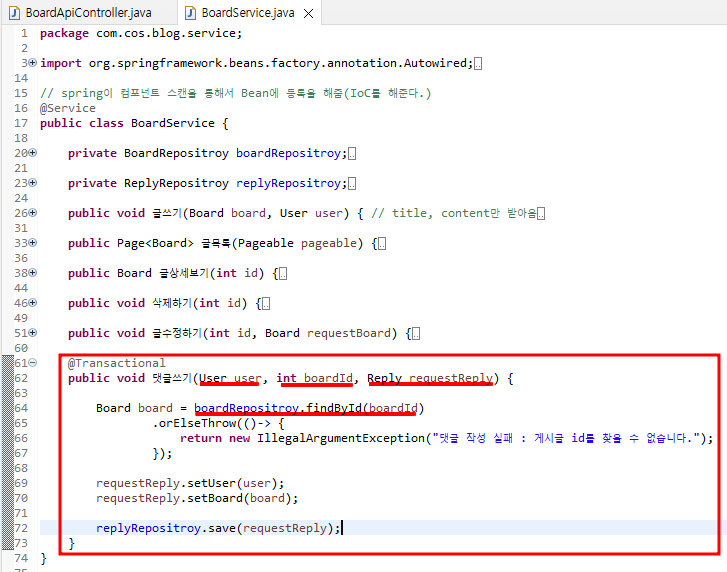 BoardApiController.java BoardService.java
1 package com.cos.blog.service;
2
3 import org.springframework.beans.factory.annotation.Autowired;
14
15 // spring이 컴포넌트 스캔을 통해서 Bean에 등록을 해줌(IoC를 해준다.)
16 @Service
17 public class BoardService {
18
20 private BoardRepositroy boardRepositroy;
21
23 private ReplyRepositroy replyRepositroy;
24
26 public void 글쓰기(Board board, User user) { // title, content만 받아옴
31
33 public Page<Board> 글목록(Pageable pageable) {
36
38 public Board 글상세보기(int id) {
44
46 public void 삭제하기(int id) {
49
51 public void 글수정하기(int id, Board requestBoard) {
60
61 @Transactional
62 public void 댓글쓰기(User user, int boardId, Reply requestReply) {
63
64 Board board = boardRepositroy.findById(boardId)
65 .orElseThrow(()-> {
66 return new IllegalArgumentException("댓글 작성 실패 : 게시글 id를 찾을 수 없습니다.");
67 });
68
69 requestReply.setUser(user);
70 requestReply.setBoard(board);
71
72 replyRepositroy.save(requestReply);
73 }
74 }